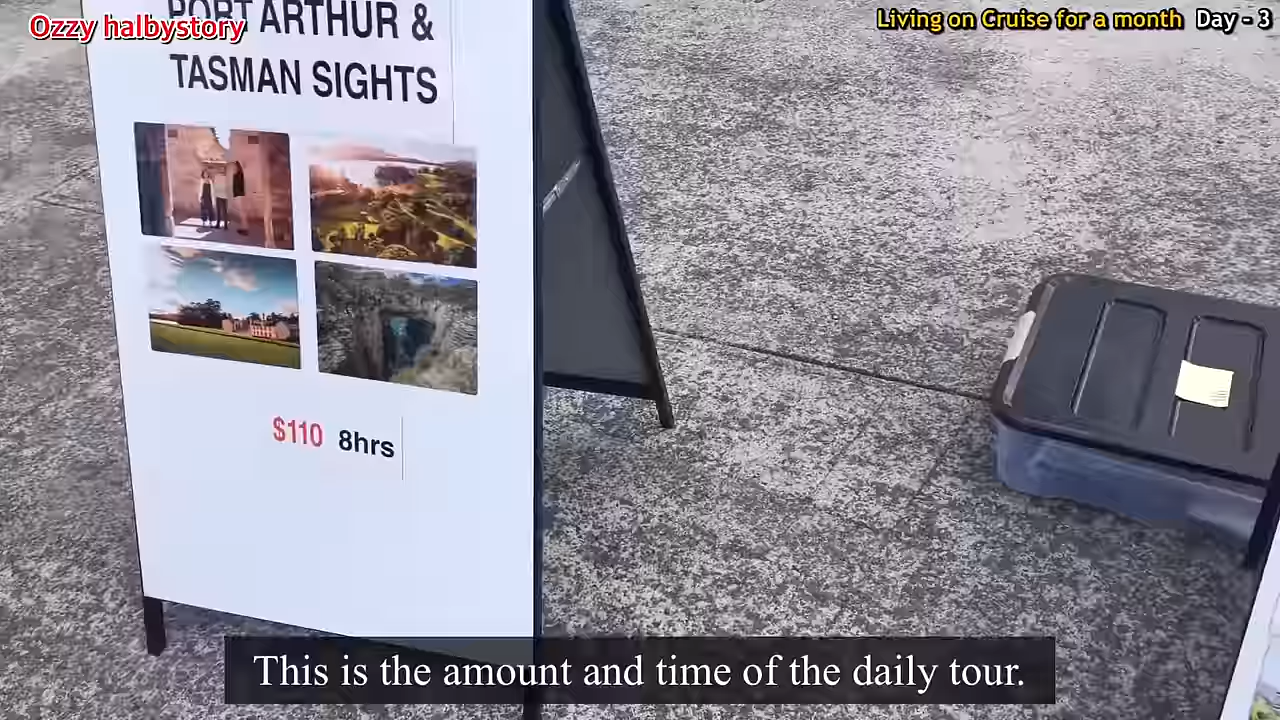 Ozzy halbystory
Living on Cruise for a month Day - 3
PORT ARTHUR &
TASMAN SIGHTS
$110 8hrs
This is the amount and time of the daily tour.